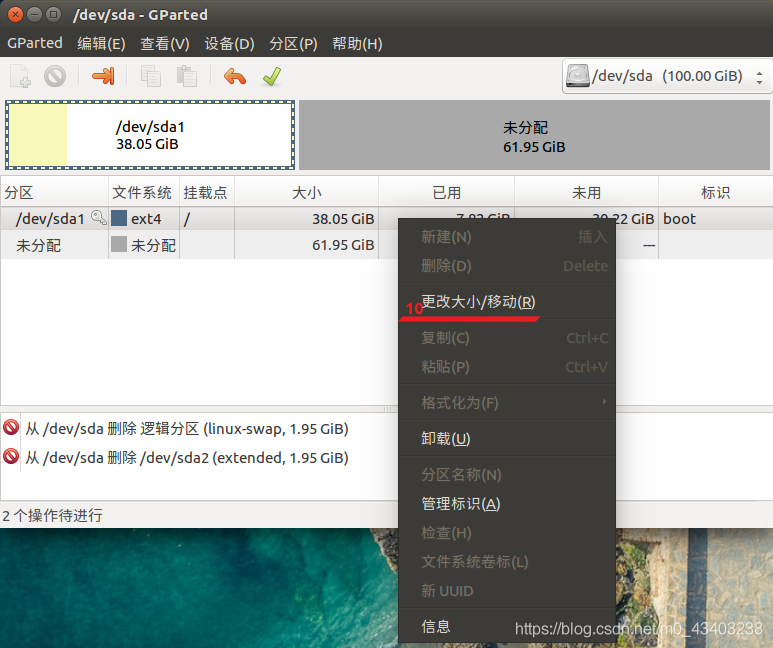 /dev/sda - GParted
GParted 编辑(E) 查看(V) 设备(D) 分区(P) 帮助(H)
/dev/sda (100.00 GiB)
/dev/sda1
38.05 GiB
未分配
61.95 GiB
分区 文件系统 挂载点 大小 已用 未用 标识
/dev/sda1 ext4 / 38.05 GiB 7.82 GiB 30.22 GiB boot
未分配 未分配 61.95 GiB ---
新建(N) 插入
删除(D) Delete
10 更改大小/移动(R)
复制(C) Ctrl+C
粘贴(P) Ctrl+V
格式化为(F)
卸载(U)
分区名称(N)
管理标识(A)
检查(H)
文件系统卷标(L)
新 UUID
信息
从 /dev/sda 删除 逻辑分区 (linux-swap, 1.95 GiB)
从 /dev/sda 删除 /dev/sda2 (extended, 1.95 GiB)
2 个操作待进行
https://blog.csdn.net/m0_43403238